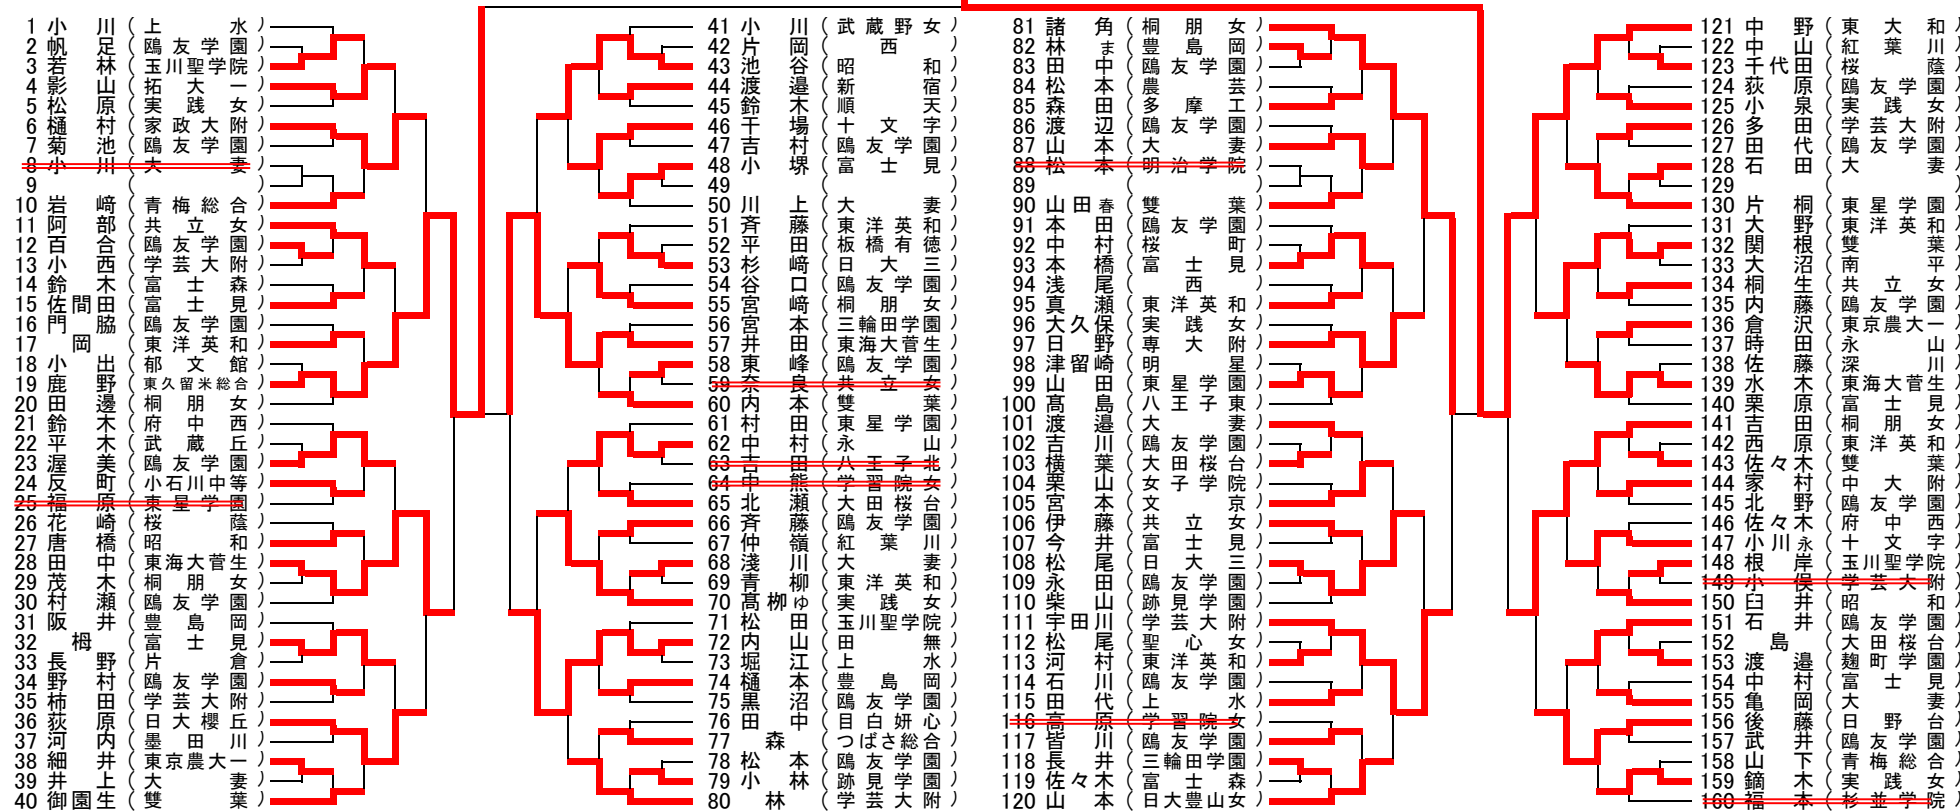 1 小川 (上水)
2 帆足 (鴎友学園)
3 若林 (玉川聖学院)
4 影山 (拓大一)
5 松原 (実践女)
6 樋村 (家政大附)
7 菊池 (鴎友学園)
8 小川 (大妻)
9 ( )
10 岩﨑 (青梅総合)
11 阿部 (共立女)
12 百合 (鴎友学園)
13 小西 (学芸大附)
14 鈴木 (富士森)
15 佐間田 (富士見)
16 門脇 (鴎友学園)
17 岡 (東洋英和)
18 小出 (郁文館)
19 鹿野 (東久留米総合)
20 田邊 (桐朋女)
21 鈴木 (府中西)
22 平木 (武蔵丘)
23 渥美 (鴎友学園)
24 反町 (小石川中等)
25 福原 (東星学園)
26 花崎 (桜蔭)
27 唐橋 (昭和)
28 田中 (東海大菅生)
29 茂木 (桐朋女)
30 村瀬 (鴎友学園)
31 阪井 (豊島岡)
32 栂 (富士見)
33 長野 (片倉)
34 野村 (鴎友学園)
35 柿田 (学芸大附)
36 荻原 (日大櫻丘)
37 河内 (墨田川)
38 細井 (東京農大一)
39 井上 (大妻)
40 御園生 (雙葉)
41 小川 (武蔵野女)
42 片岡 (西)
43 池谷 (昭和)
44 渡邉 (新宿)
45 鈴木 (順天)
46 干場 (十文字)
47 吉村 (鴎友学園)
48 小堺 (富士見)
49 ( )
50 川上 (大妻)
51 斉藤 (東洋英和)
52 平田 (板橋有徳)
53 杉﨑 (日大三)
54 谷口 (鴎友学園)
55 宮﨑 (桐朋女)
56 宮本 (三輪田学園)
57 井田 (東海大菅生)
58 東峰 (鴎友学園)
59 奈良 (共立女)
60 内本 (雙葉)
61 村田 (東星学園)
62 中村 (永山)
63 吉田 (八王子北)
64 中熊 (学習院女)
65 北瀬 (大田桜台)
66 斉藤 (鴎友学園)
67 仲嶺 (紅葉川)
68 淺川 (大妻)
69 青柳 (東洋英和)
70 髙栁ゅ (実践女)
71 松田 (玉川聖学院)
72 内山 (田無)
73 堀江 (上水)
74 樋本 (豊島岡)
75 黒沼 (鴎友学園)
76 田中 (目白妍心)
77 森 (つばさ総合)
78 松本 (鴎友学園)
79 小林 (跡見学園)
80 林 (学芸大附)
81 諸角 (桐朋女)
82 林ま (豊島岡)
83 田中 (鴎友学園)
84 松本 (農芸)
85 森田 (多摩工)
86 渡辺 (鴎友学園)
87 山本 (大妻)
88 松本 (明治学院)
89 ( )
90 山田春 (雙葉)
91 本田 (鴎友学園)
92 中村 (桜町)
93 本橋 (富士見)
94 浅尾 (西)
95 真瀬 (東洋英和)
96 大久保 (実践女)
97 日野 (専大附)
98 津留崎 (明星)
99 山田 (東星学園)
100 髙島 (八王子東)
101 渡邉 (大妻)
102 吉川 (鴎友学園)
103 横葉 (大田桜台)
104 栗山 (女子学院)
105 宮本 (文京)
106 伊藤 (共立女)
107 今井 (富士見)
108 松尾 (日大三)
109 永田 (鴎友学園)
110 柴山 (跡見学園)
111 宇田川 (学芸大附)
112 松尾 (聖心女)
113 河村 (東洋英和)
114 石川 (鴎友学園)
115 田代 (上水)
116 高原 (学習院女)
117 皆川 (鴎友学園)
118 長井 (三輪田学園)
119 佐々木 (富士森)
120 山本 (日大豊山女)
121 中野 (東大和)
122 中山 (紅葉川)
123 千代田 (桜蔭)
124 荻原 (鴎友学園)
125 小泉 (実践女)
126 多田 (学芸大附)
127 田代 (鴎友学園)
128 石田 (大妻)
129 ( )
130 片桐 (東星学園)
131 大野 (東洋英和)
132 関根 (雙葉)
133 大沼 (南平)
134 桐生 (共立女)
135 内藤 (鴎友学園)
136 倉沢 (東京農大一)
137 時田 (永山)
138 佐藤 (深川)
139 水木 (東海大菅生)
140 栗原 (富士見)
141 吉田 (桐朋女)
142 西原 (東洋英和)
143 佐々木 (雙葉)
144 家村 (中大附)
145 北野 (鴎友学園)
146 佐々木 (府中西)
147 小川永 (十文字)
148 根岸 (玉川聖学院)
149 小俣 (学芸大附)
150 臼井 (昭和)
151 石井 (鴎友学園)
152 島 (大田桜台)
153 渡邉 (麹町学園)
154 中村 (富士見)
155 亀岡 (大妻)
156 後藤 (日野台)
157 武井 (鴎友学園)
158 山下 (青梅総合)
159 鏑木 (実践女)
160 福本 (杉並学院)